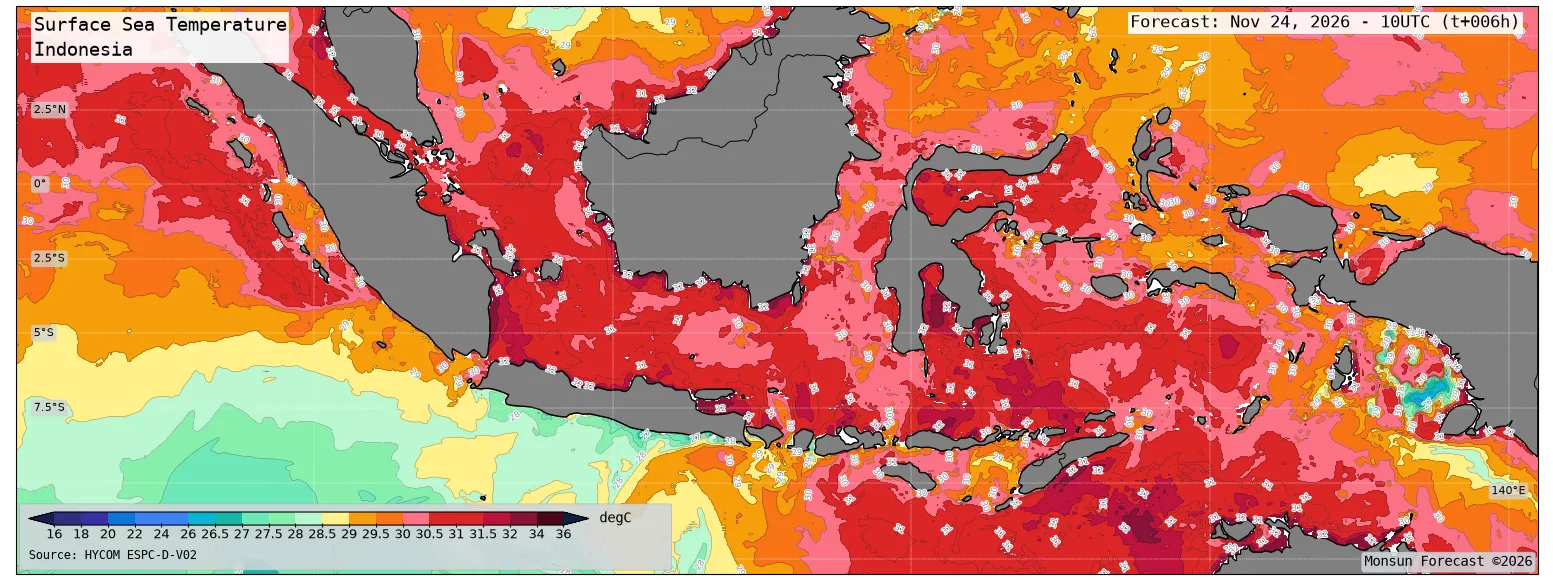 Surface Sea Temperature
Indonesia
Forecast: Nov 24, 2026 - 10UTC (t+006h)
2.5°N
0°
2.5°S
5°S
7.5°S
140°E
degC
16 18 20 22 24 25 26 26.5 27 27.5 28 28.5 29 29.5 30 30.5 31 31.5 32 34 36
Source: HYCOM ESPC-D-V02
Monsun Forecast ©2026